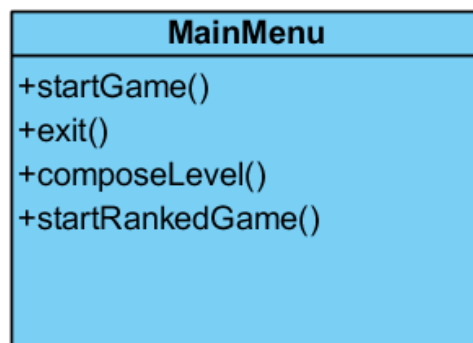 MainMenu
+startGame()
+exit()
+composeLevel()
+startRankedGame()